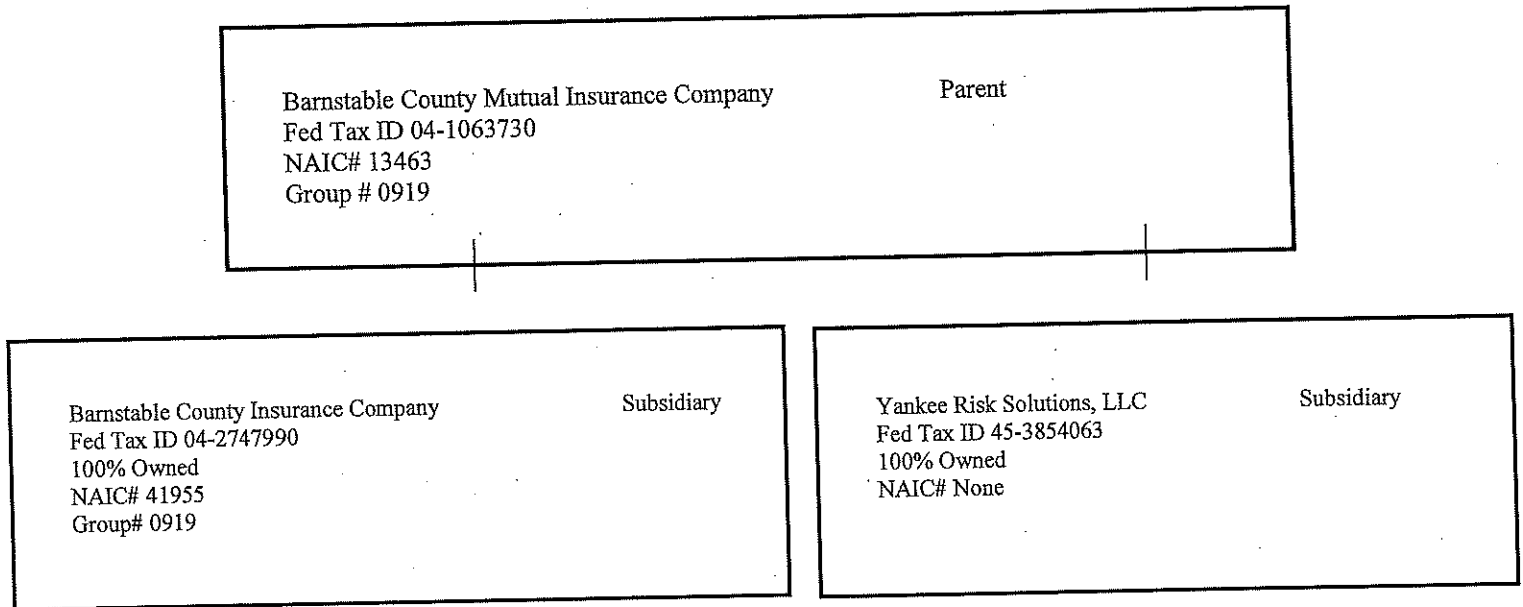 Barnstable County Mutual Insurance Company Parent
Fed Tax ID 04-1063730
NAIC# 13463
Group # 0919
Barnstable County Insurance Company Subsidiary
Fed Tax ID 04-2747990
100% Owned
NAIC# 41955
Group# 0919
Yankee Risk Solutions, LLC Subsidiary
Fed Tax ID 45-3854063
100% Owned
NAIC# None